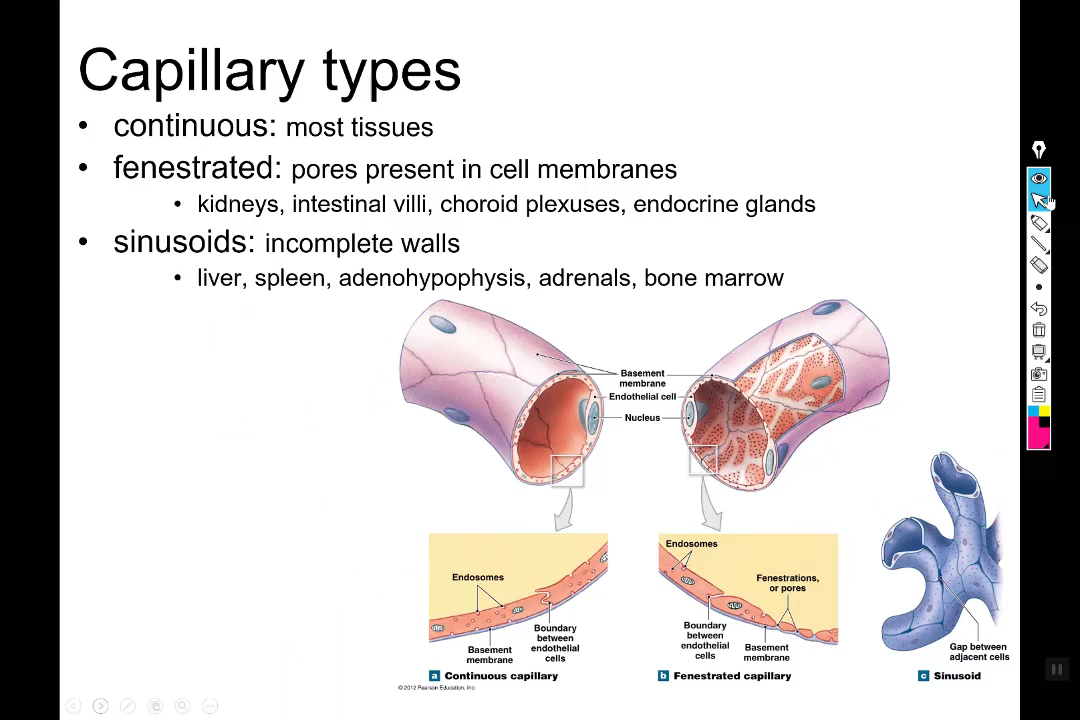 Capillary types
• continuous: most tissues
• fenestrated: pores present in cell membranes
• kidneys, intestinal villi, choroid plexuses, endocrine glands
• sinusoids: incomplete walls
• liver, spleen, adenohypophysis, adrenals, bone marrow
Basement
membrane
Endothelial cell
Nucleus
Endosomes
Boundary
between
endothelial
cells
Basement
membrane
a Continuous capillary
© 2012 Pearson Education, Inc.
Endosomes
Fenestrations,
or pores
Boundary
between
endothelial
cells
Basement
membrane
b Fenestrated capillary
Gap between
adjacent cells
c Sinusoid